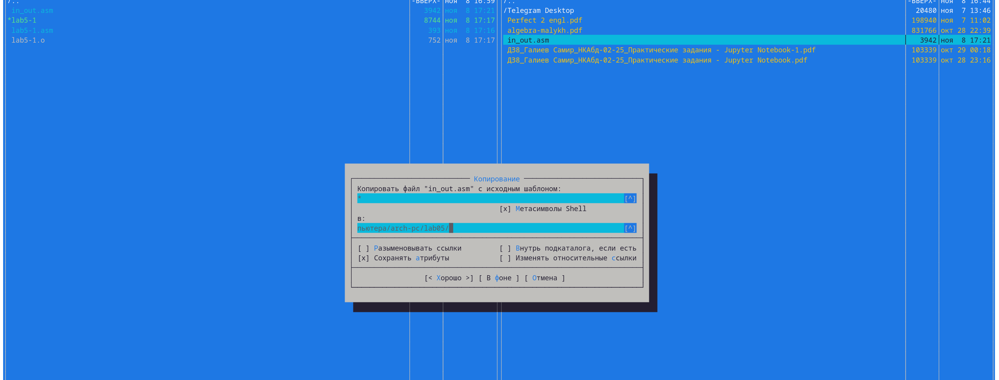 /.. -ВВЕРХ- ноя 8 16:59
in_out.asm 3942 ноя 8 17:21
*lab5-1 8744 ноя 8 17:17
lab5-1.asm 393 ноя 8 17:16
lab5-1.o 752 ноя 8 17:17
/.. -ВВЕРХ- ноя 8 16:44
/Telegram Desktop 20480 ноя 7 13:46
Perfect 2 engl.pdf 198940 ноя 7 11:02
algebra-malykh.pdf 831766 окт 28 22:39
in_out.asm 3942 ноя 8 17:21
ДЗ8_Галиев Самир_НКАбд-02-25_Практические задания - Jupyter Notebook-1.pdf 103339 окт 29 00:18
ДЗ8_Галиев Самир_НКАбд-02-25_Практические задания - Jupyter Notebook.pdf 103339 окт 28 23:16
Копирование
Копировать файл "in_out.asm" с исходным шаблоном:
* [^]
[x] Метасимволы Shell
в:
пьютера/arch-pc/lab05/ [^]
[ ] Разыменовывать ссылки [ ] Внутрь подкаталога, если есть
[x] Сохранять атрибуты [ ] Изменять относительные ссылки
[< Хорошо >] [ В фоне ] [ Отмена ]